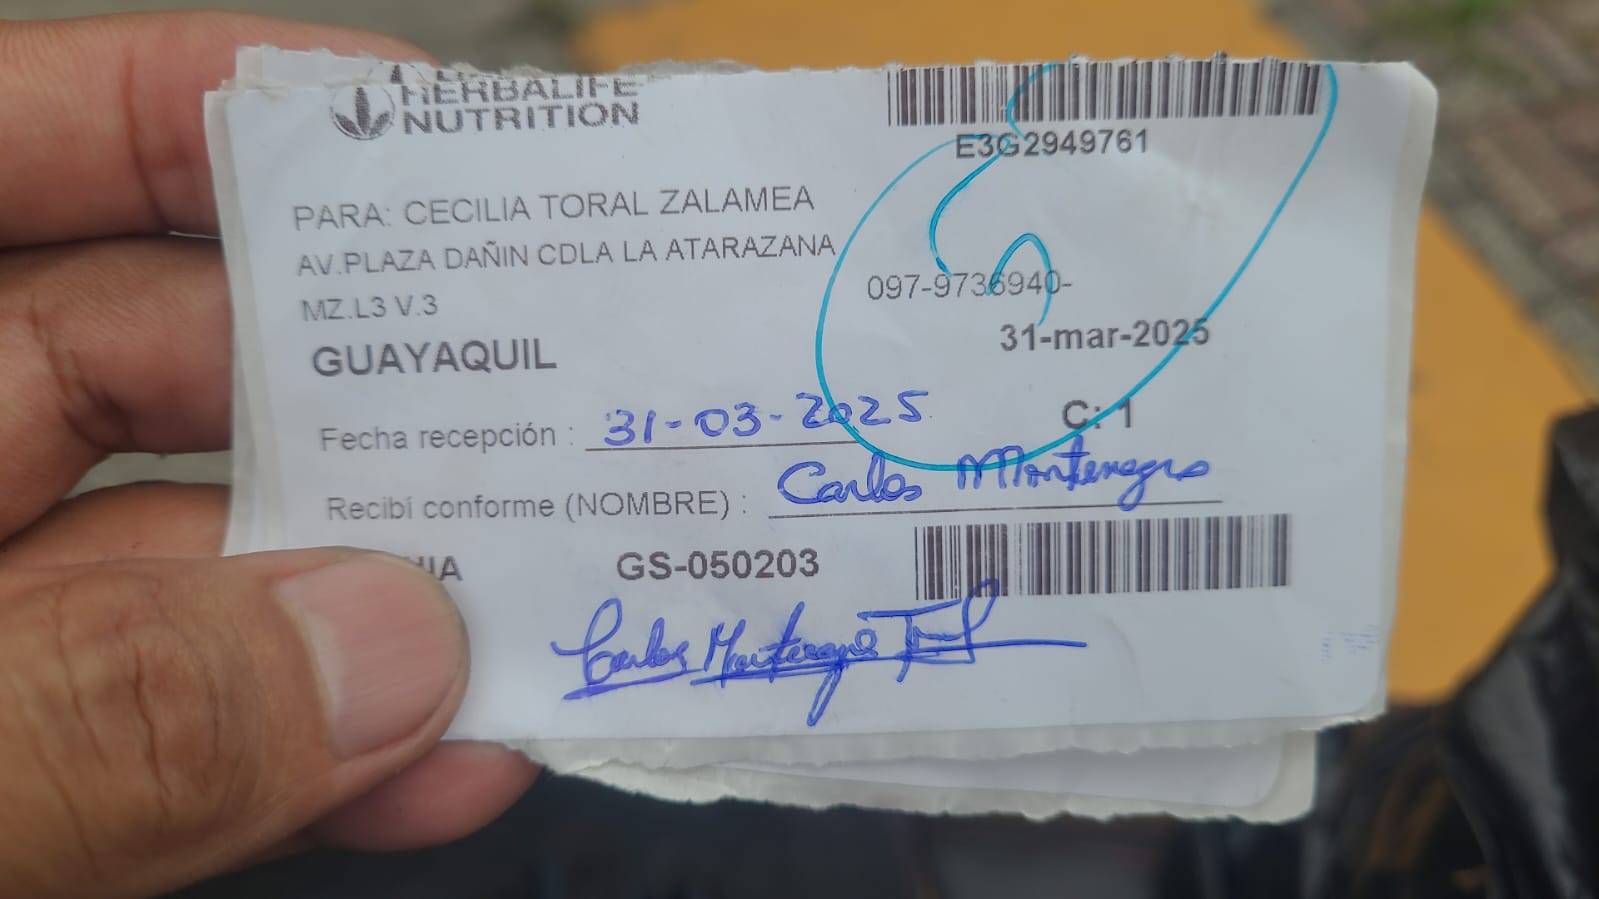 HERBALIFE
NUTRITION
E3G2949761
PARA: CECILIA TORAL ZALAMEA
AV.PLAZA DAÑIN CDLA LA ATARAZANA
MZ.L3 V.3
097-9736940-
GUAYAQUIL
31-mar-2025
C: 1
Fecha recepción : 31-03-2025
Recibí conforme (NOMBRE) : Carlos Montenegro
GS-050203
Carlos Montenegro